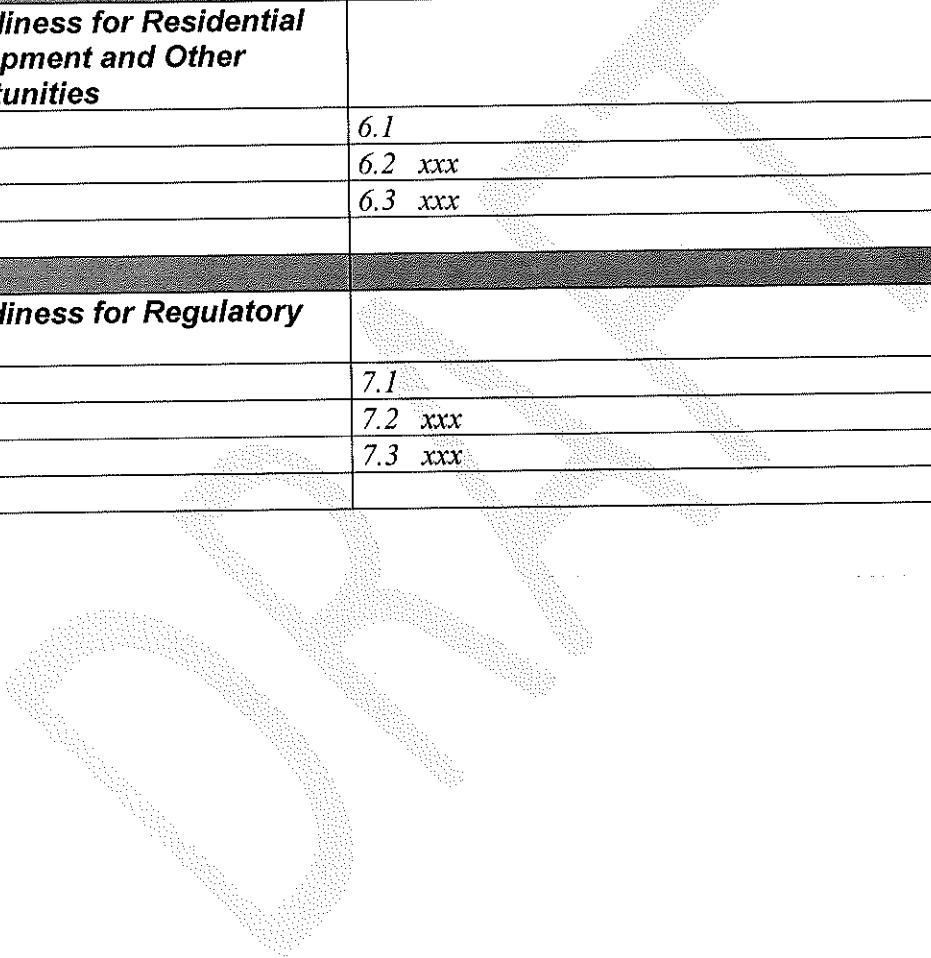 diness for Residential
pment and Other
tunities
6.1
6.2 xxx
6.3 xxx
diness for Regulatory
7.1
7.2 xxx
7.3 xxx
DRAFT